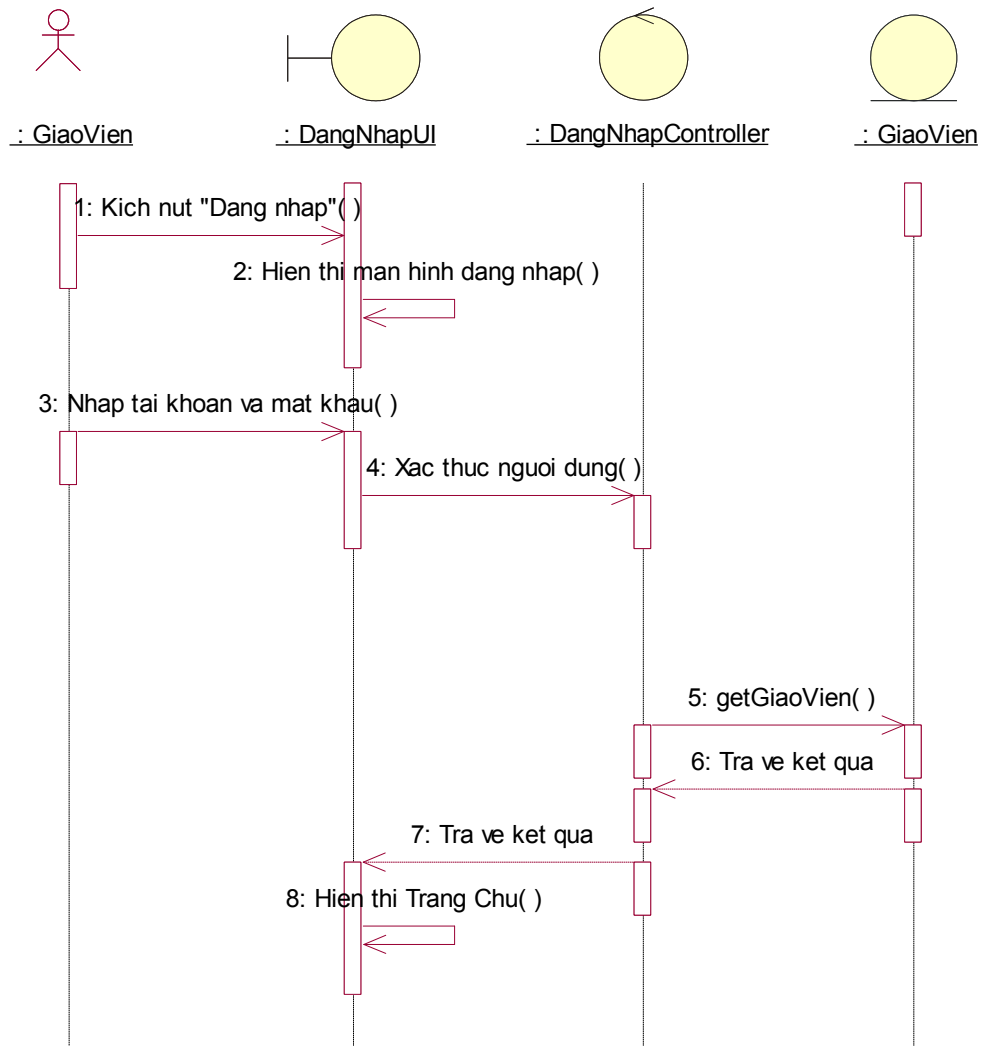 : GiaoVien
: DangNhapUI
: DangNhapController
: GiaoVien
1: Kich nut "Dang nhap"( )
2: Hien thi man hinh dang nhap( )
3: Nhap tai khoan va mat khau( )
4: Xac thuc nguoi dung( )
5: getGiaoVien( )
6: Tra ve ket qua
7: Tra ve ket qua
8: Hien thi Trang Chu( )